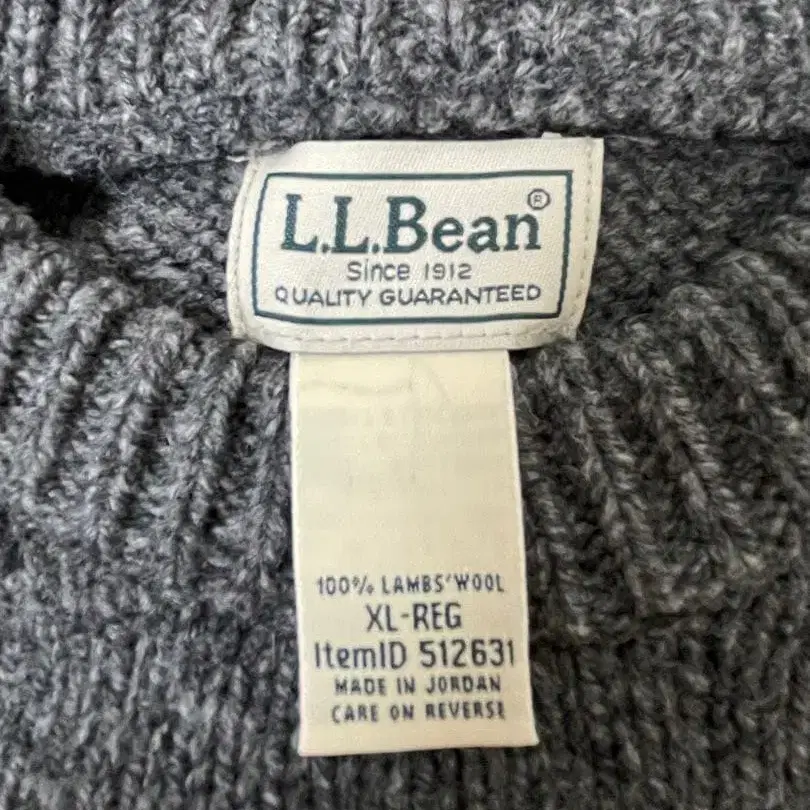 L.L.Bean®
Since 1912
QUALITY GUARANTEED
100% LAMBS' WOOL
XL-REG
ItemID 512631
MADE IN JORDAN
CARE ON REVERSE